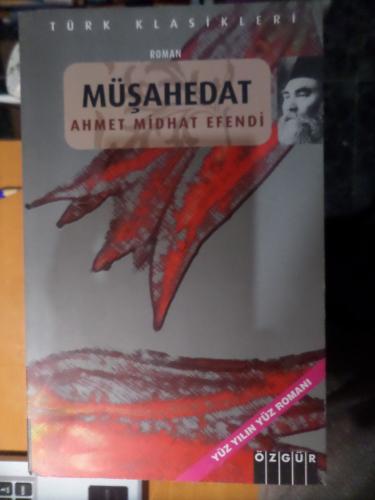 TÜRK KLASİKLERİ
ROMAN
MÜŞAHEDAT
AHMET MİDHAT EFENDİ
YÜZ YILIN YÜZ ROMANI
ÖZGÜR